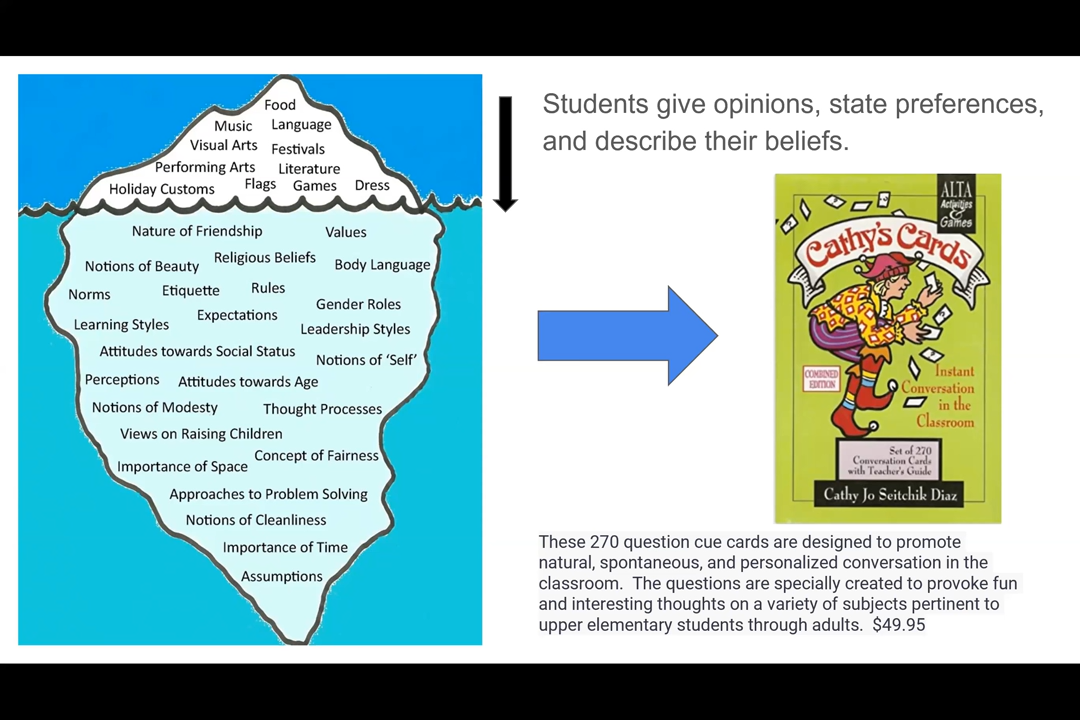 Food
Music Language
Visual Arts Festivals
Performing Arts Literature
Holiday Customs Flags Games Dress
Nature of Friendship Values
Notions of Beauty Religious Beliefs Body Language
Norms Etiquette Rules
Gender Roles
Learning Styles Expectations Leadership Styles
Attitudes towards Social Status Notions of ‘Self’
Perceptions Attitudes towards Age
Notions of Modesty Thought Processes
Views on Raising Children
Importance of Space Concept of Fairness
Approaches to Problem Solving
Notions of Cleanliness
Importance of Time
Assumptions
Students give opinions, state preferences,
and describe their beliefs.
ALTA
Activities
&
Games
Cathy's Cards
COMBINED
EDITION
Instant
Conversation
in the
Classroom
Set of 270
Conversation Cards
with Teacher's Guide
Cathy Jo Seitchik Diaz
These 270 question cue cards are designed to promote
natural, spontaneous, and personalized conversation in the
classroom. The questions are specially created to provoke fun
and interesting thoughts on a variety of subjects pertinent to
upper elementary students through adults. $49.95